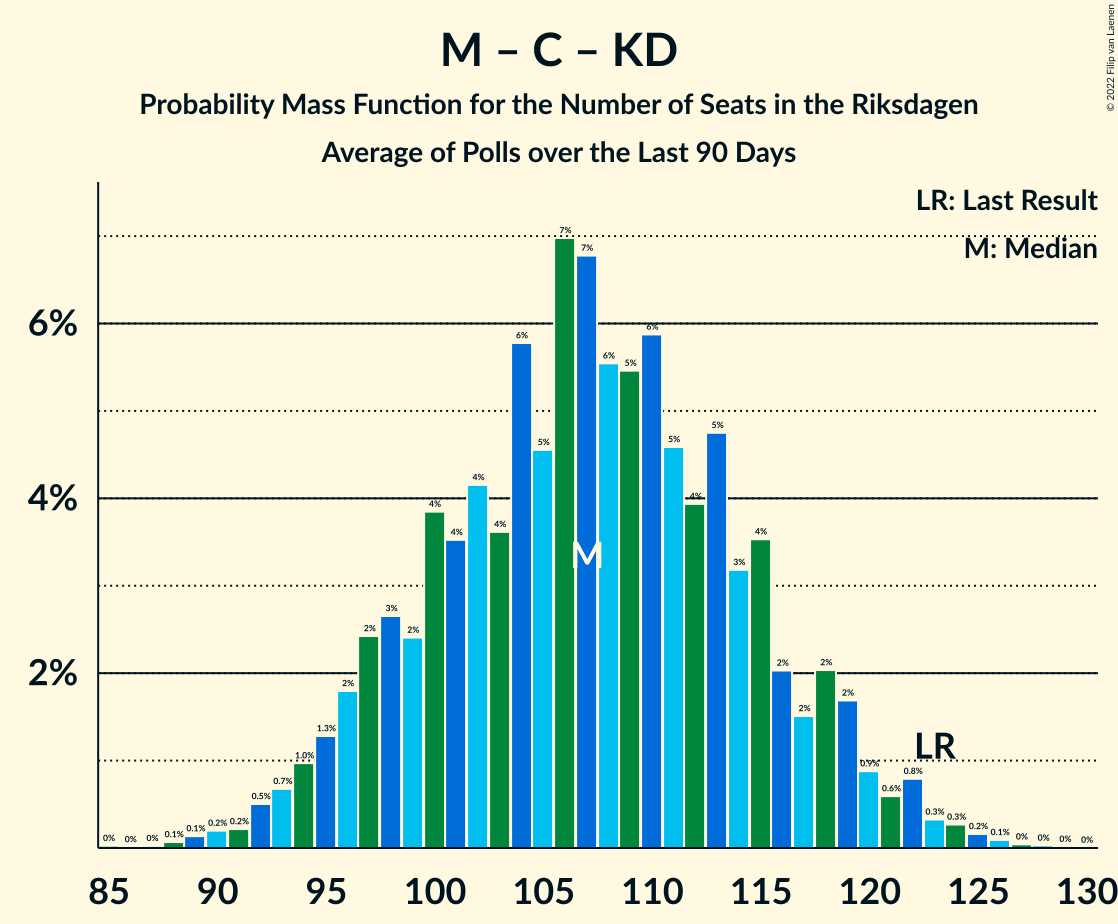 M – C – KD
Probability Mass Function for the Number of Seats in the Riksdagen
Average of Polls over the Last 90 Days
© 2022 Filip van Laenen
LR: Last Result
M: Median
6%
4%
2%
0% 0% 0% 0.1% 0.1% 0.2% 0.2% 0.5% 0.7% 1.0% 1.3% 2% 2% 3% 2% 4% 4% 4% 4% 6% 5% 7% 7% 6% 5% 6% 5% 4% 5% 3% 4% 2% 2% 2% 2% 0.9% 0.6% 0.8% 0.3% 0.3% 0.2% 0.1% 0% 0% 0% 0%
M
LR
85 90 95 100 105 110 115 120 125 130